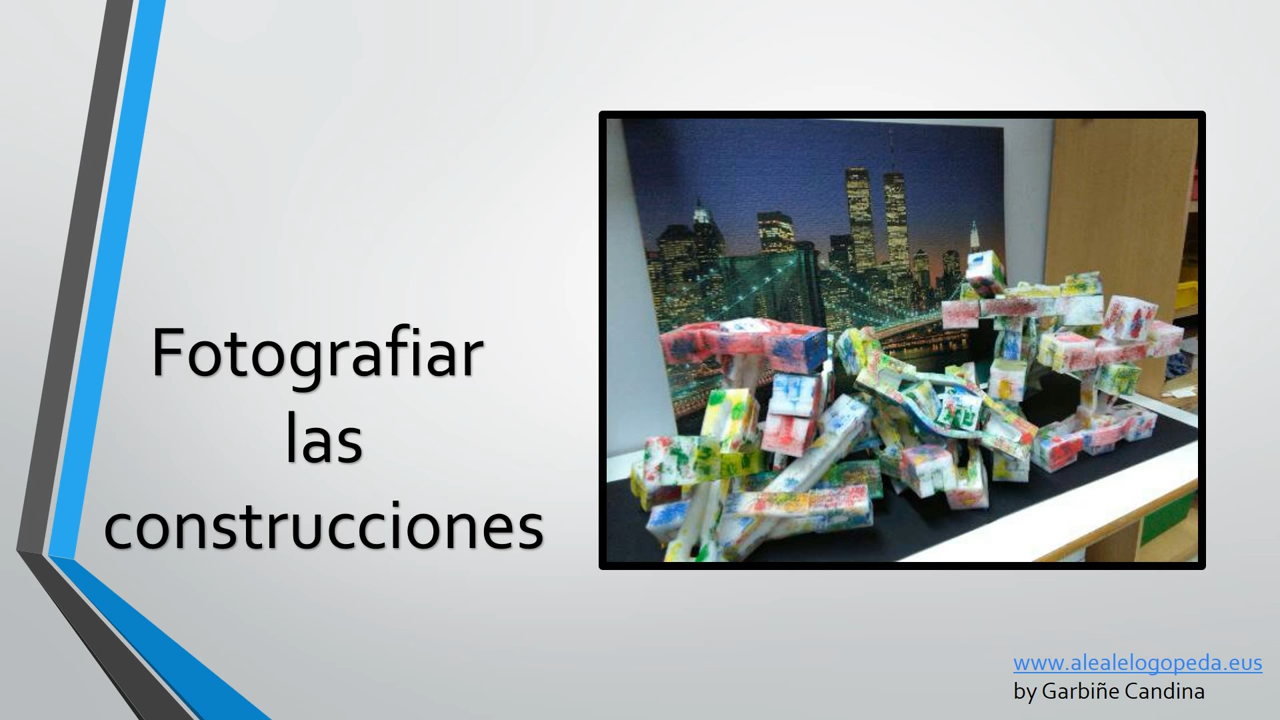 Fotografiar
las
construcciones
www.alealelogopeda.eus
by Garbiñe Candina